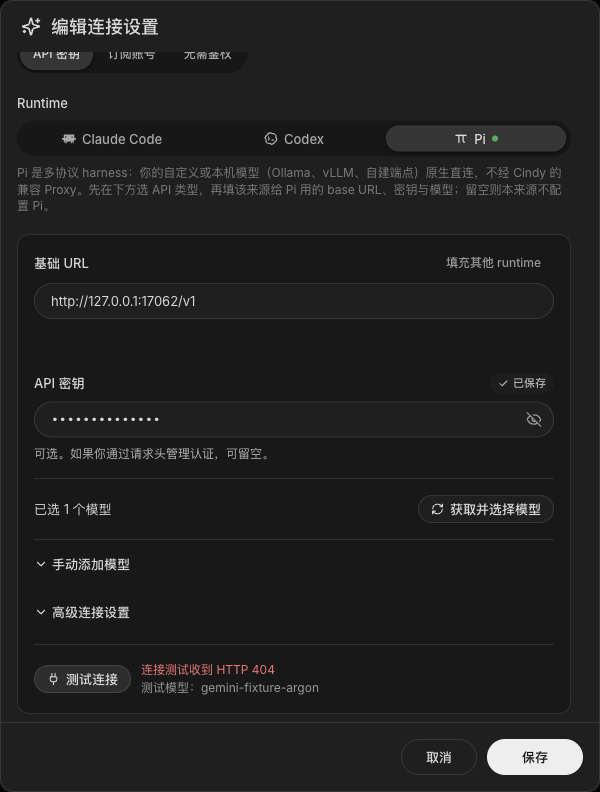 编辑连接设置
API 密钥 订阅账号 无需鉴权
Runtime
Claude Code Codex Pi
Pi 是多协议 harness：你的自定义或本机模型（Ollama、vLLM、自建端点）原生直连，不经 Cindy 的
兼容 Proxy。先在下方选 API 类型，再填该来源给 Pi 用的 base URL、密钥与模型；留空则本来源不配
置 Pi。
基础 URL 填充其他 runtime
http://127.0.0.1:17062/v1
API 密钥 已保存
••••••••••••••
可选。如果你通过请求头管理认证，可留空。
已选 1 个模型 获取并选择模型
手动添加模型
高级连接设置
测试连接 连接测试收到 HTTP 404
测试模型：gemini-fixture-argon
取消 保存